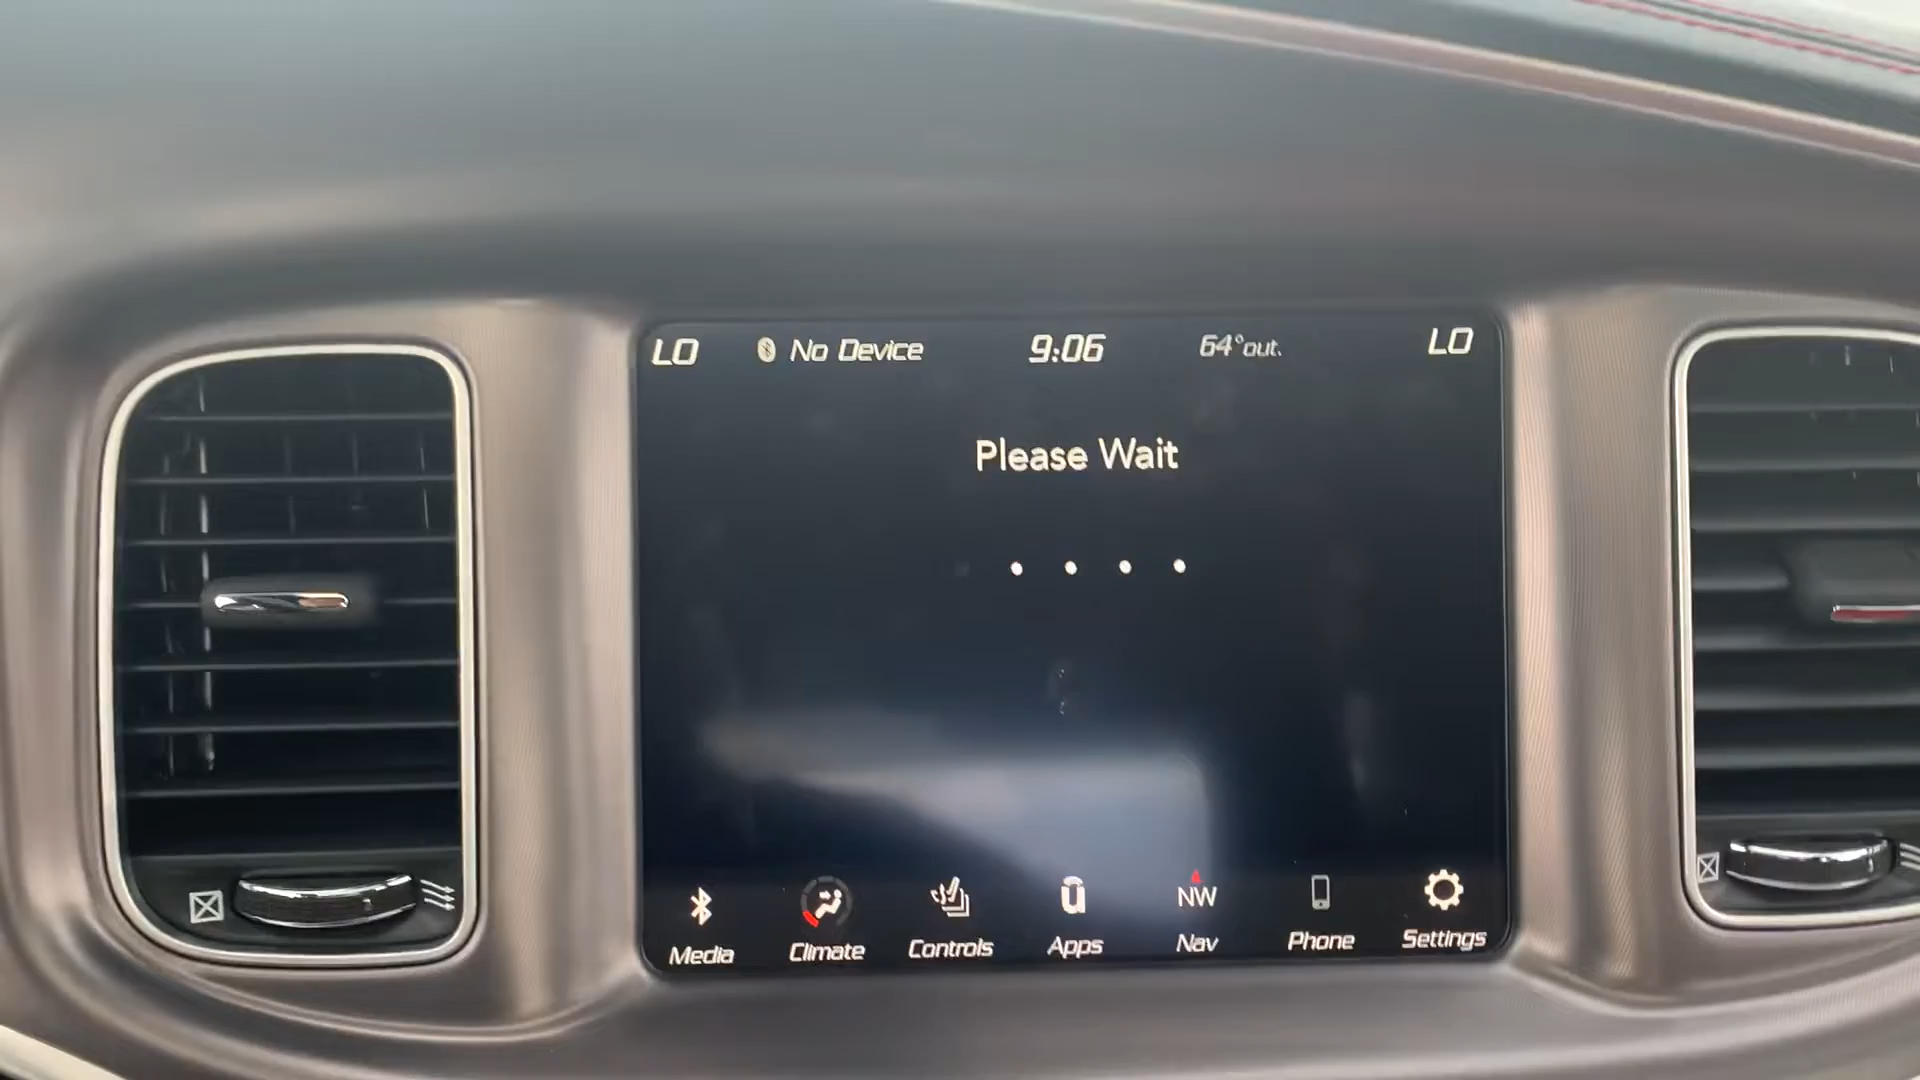 LO No Device 9:06 64°out. LO
Please Wait
NW
Media Climate Controls Apps Nav Phone Settings